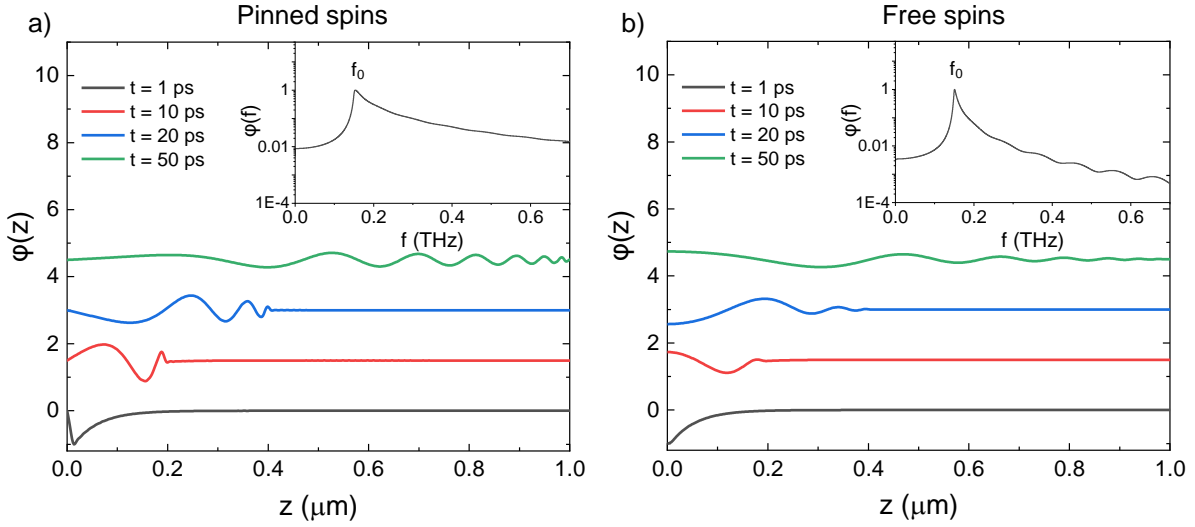 Pinned spins
Free spins
a)
b)
t = 1 ps
t = 10 ps
t = 20 ps
t = 50 ps
f0
φ(f)
1
0.01
1E-4
0.0 0.2 0.4 0.6
f (THz)
φ(z)
10
8
6
4
2
0
0.0 0.2 0.4 0.6 0.8 1.0
z (μm)
t = 1 ps
t = 10 ps
t = 20 ps
t = 50 ps
f0
φ(f)
1
0.01
1E-4
0.0 0.2 0.4 0.6
f (THz)
φ(z)
10
8
6
4
2
0
0.0 0.2 0.4 0.6 0.8 1.0
z (μm)